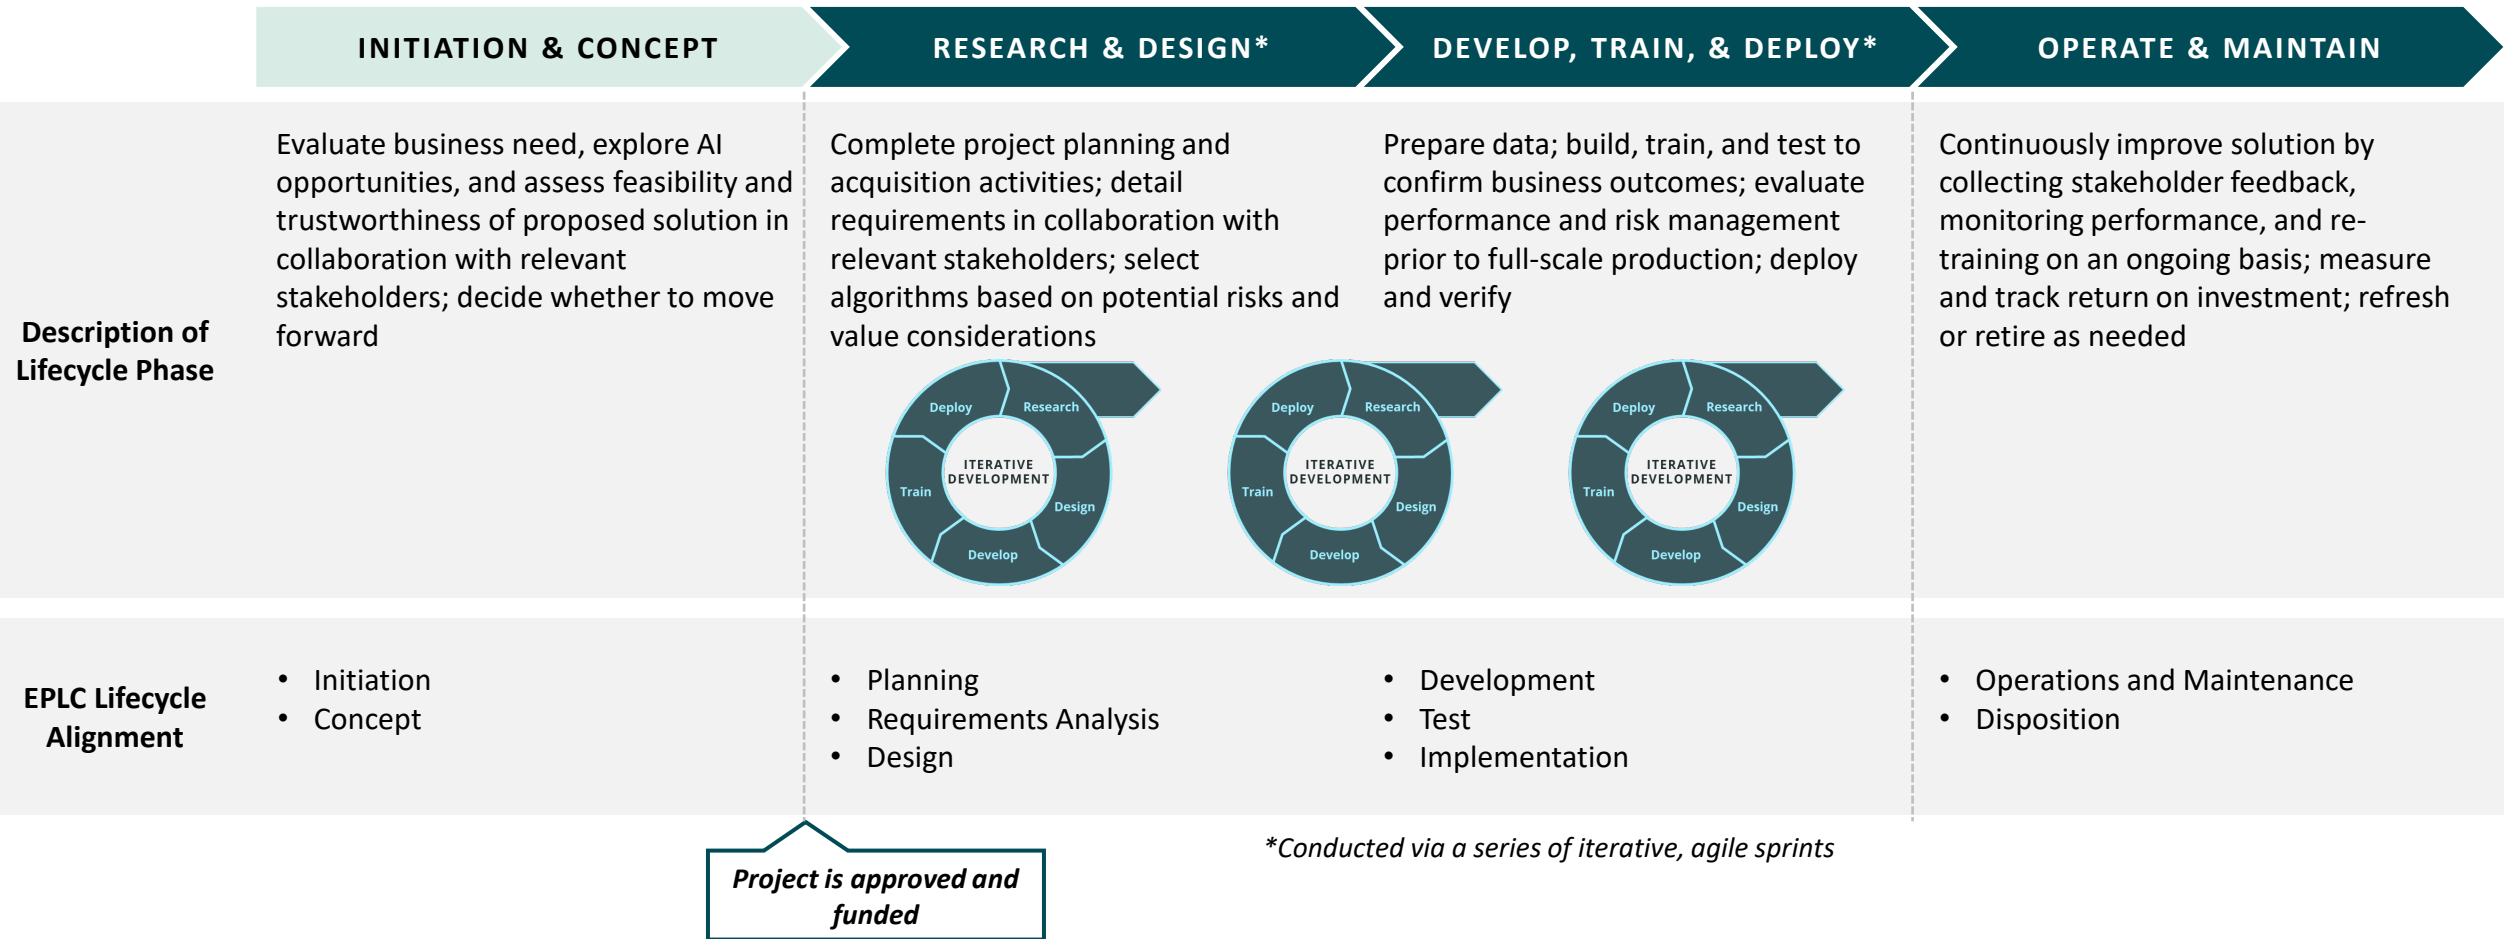 INITIATION & CONCEPT
RESEARCH & DESIGN*
DEVELOP, TRAIN, & DEPLOY*
OPERATE & MAINTAIN
Description of
Lifecycle Phase
Evaluate business need, explore AI
opportunities, and assess feasibility and
trustworthiness of proposed solution in
collaboration with relevant
stakeholders; decide whether to move
forward
Complete project planning and
acquisition activities; detail
requirements in collaboration with
relevant stakeholders; select
algorithms based on potential risks and
value considerations
Prepare data; build, train, and test to
confirm business outcomes; evaluate
performance and risk management
prior to full-scale production; deploy
and verify
Continuously improve solution by
collecting stakeholder feedback,
monitoring performance, and re-
training on an ongoing basis; measure
and track return on investment; refresh
or retire as needed
Deploy
Research
ITERATIVE
DEVELOPMENT
Train
Design
Develop
Deploy
Research
ITERATIVE
DEVELOPMENT
Train
Design
Develop
Deploy
Research
ITERATIVE
DEVELOPMENT
Train
Design
Develop
EPLC Lifecycle
Alignment
• Initiation
• Concept
• Planning
• Requirements Analysis
• Design
• Development
• Test
• Implementation
• Operations and Maintenance
• Disposition
*Conducted via a series of iterative, agile sprints
Project is approved and
funded